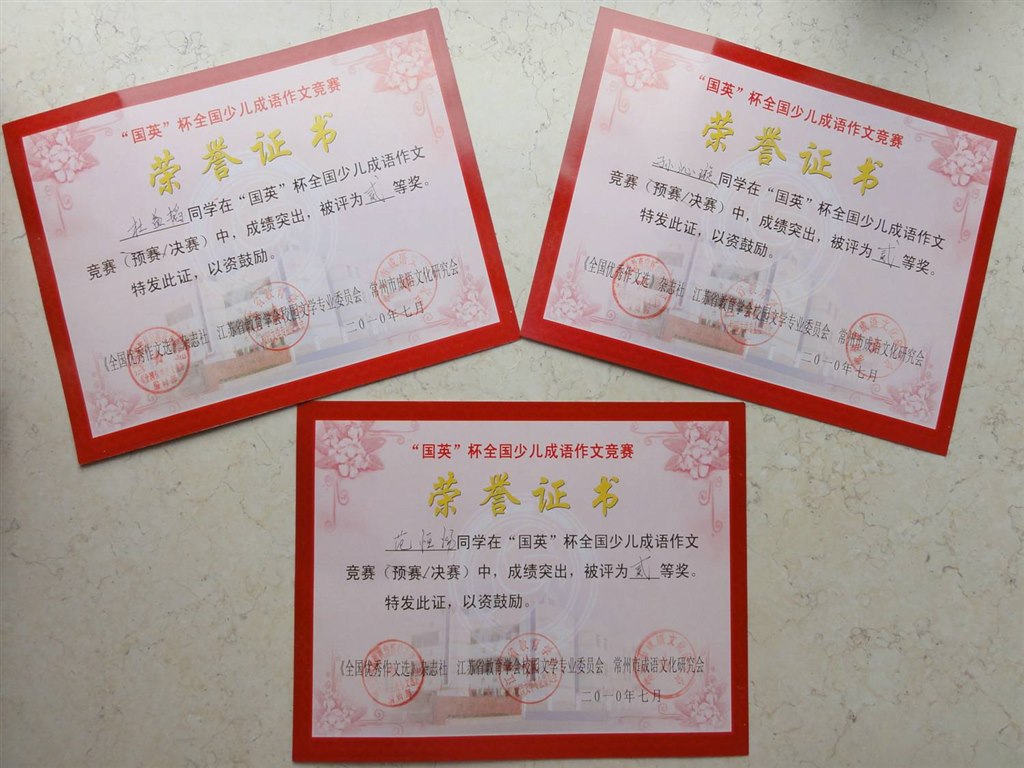 “国英”杯全国少儿成语作文竞赛
荣誉证书
同学在“国英”杯全国少儿成语作文
竞赛（预赛/决赛）中，成绩突出，被评为 贰 等奖。
特发此证，以资鼓励。
《全国优秀作文选》杂志社 江苏省教育学会校园文学专业委员会 常州市成语文化研究会
二〇一〇年七月
“国英”杯全国少儿成语作文竞赛
荣誉证书
孙沁璇同学在“国英”杯全国少儿成语作文
竞赛（预赛/决赛）中，成绩突出，被评为 贰 等奖。
特发此证，以资鼓励。
《全国优秀作文选》杂志社 江苏省教育学会校园文学专业委员会 常州市成语文化研究会
二〇一〇年七月
“国英”杯全国少儿成语作文竞赛
荣誉证书
范恒同学在“国英”杯全国少儿成语作文
竞赛（预赛/决赛）中，成绩突出，被评为 贰 等奖。
特发此证，以资鼓励。
《全国优秀作文选》杂志社 江苏省教育学会校园文学专业委员会 常州市成语文化研究会
二〇一〇年七月